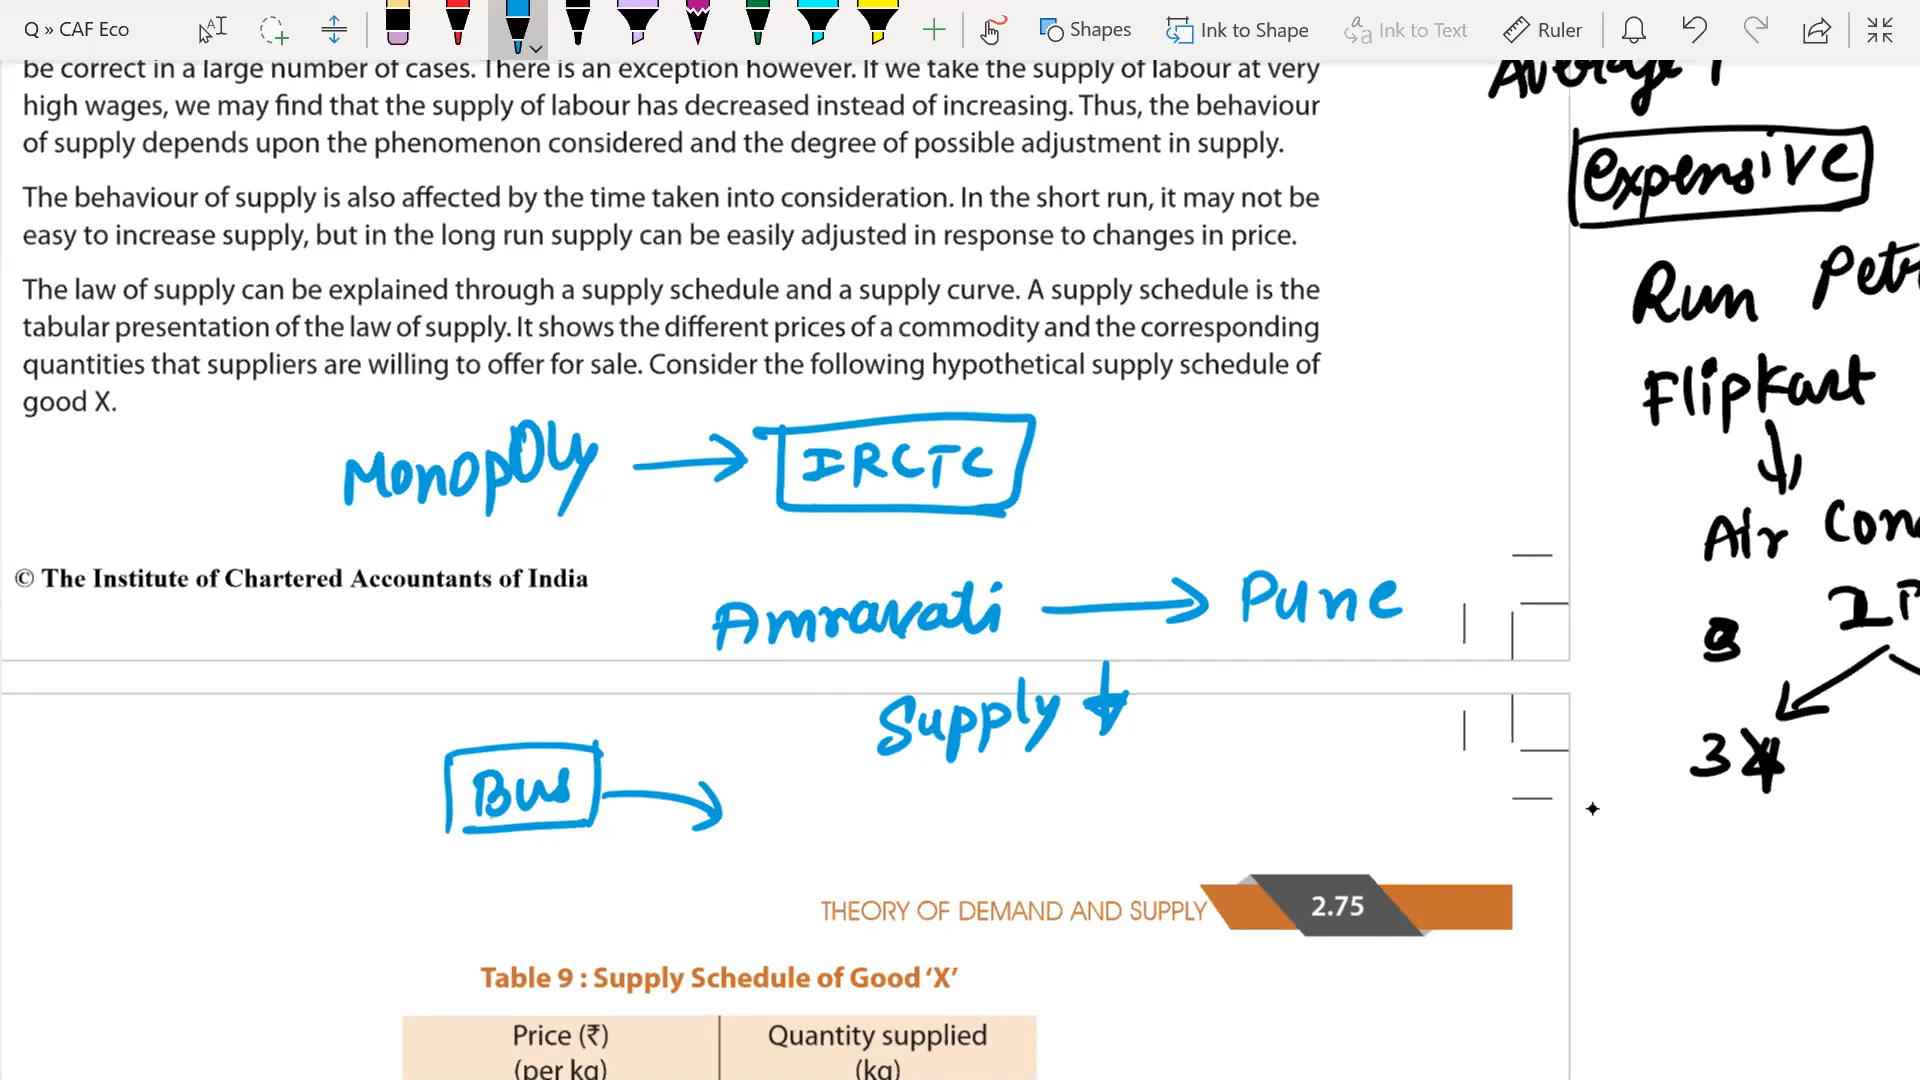 Q » CAF Eco
Shapes
Ink to Shape
Ink to Text
Ruler
be correct in a large number of cases. There is an exception however. If we take the supply of labour at very
high wages, we may find that the supply of labour has decreased instead of increasing. Thus, the behaviour
of supply depends upon the phenomenon considered and the degree of possible adjustment in supply.
The behaviour of supply is also affected by the time taken into consideration. In the short run, it may not be
easy to increase supply, but in the long run supply can be easily adjusted in response to changes in price.
The law of supply can be explained through a supply schedule and a supply curve. A supply schedule is the
tabular presentation of the law of supply. It shows the different prices of a commodity and the corresponding
quantities that suppliers are willing to offer for sale. Consider the following hypothetical supply schedule of
good X.
Monopoly → IRCTC
© The Institute of Chartered Accountants of India
Amravati → Pune
Supply ↓
Bus →
Average
Expensive
Run
Flipkart
↓
Air
3
THEORY OF DEMAND AND SUPPLY 2.75
Table 9 : Supply Schedule of Good ‘X’
Price (₹)
(per kg)
Quantity supplied
(kg)